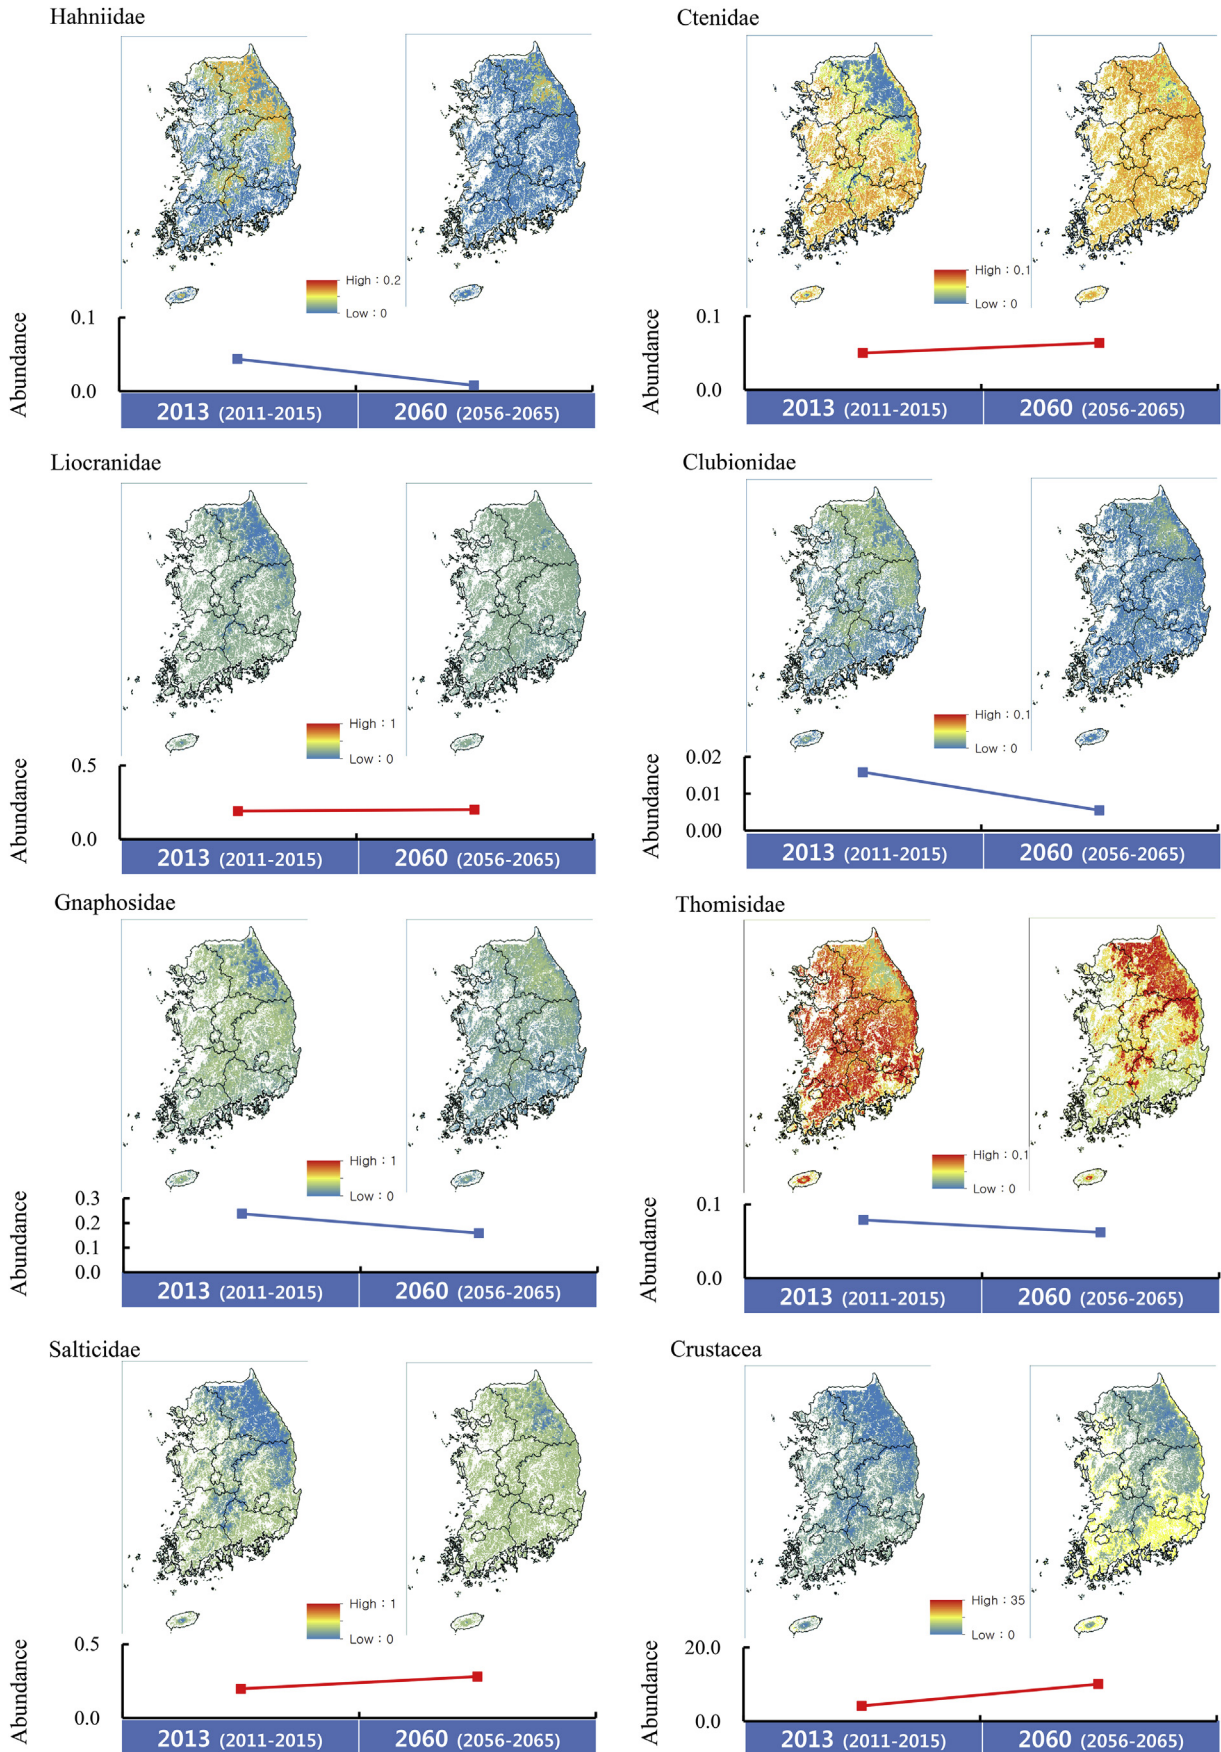 Hahniidae
High : 0.2
Low : 0
Abundance
0.1
0.0
2013 (2011-2015)
2060 (2056-2065)
Ctenidae
High : 0.1
Low : 0
Abundance
0.1
0.0
2013 (2011-2015)
2060 (2056-2065)
Liocranidae
High : 1
Low : 0
Abundance
0.5
0.0
2013 (2011-2015)
2060 (2056-2065)
Clubionidae
High : 0.1
Low : 0
Abundance
0.02
0.01
0.00
2013 (2011-2015)
2060 (2056-2065)
Gnaphosidae
High : 1
Low : 0
Abundance
0.3
0.2
0.1
0.0
2013 (2011-2015)
2060 (2056-2065)
Thomisidae
High : 0.1
Low : 0
Abundance
0.1
0.0
2013 (2011-2015)
2060 (2056-2065)
Salticidae
High : 1
Low : 0
Abundance
0.5
0.0
2013 (2011-2015)
2060 (2056-2065)
Crustacea
High : 35
Low : 0
Abundance
20.0
0.0
2013 (2011-2015)
2060 (2056-2065)